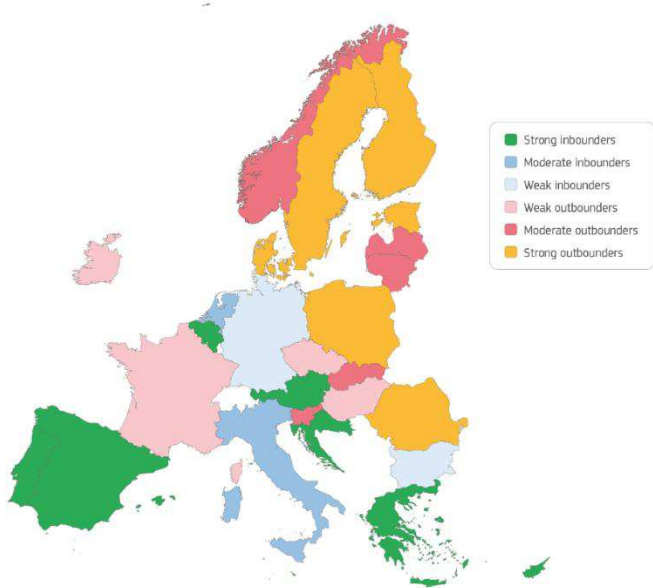 Strong inbounders
Moderate inbounders
Weak inbounders
Weak outbounders
Moderate outbounders
Strong outbounders